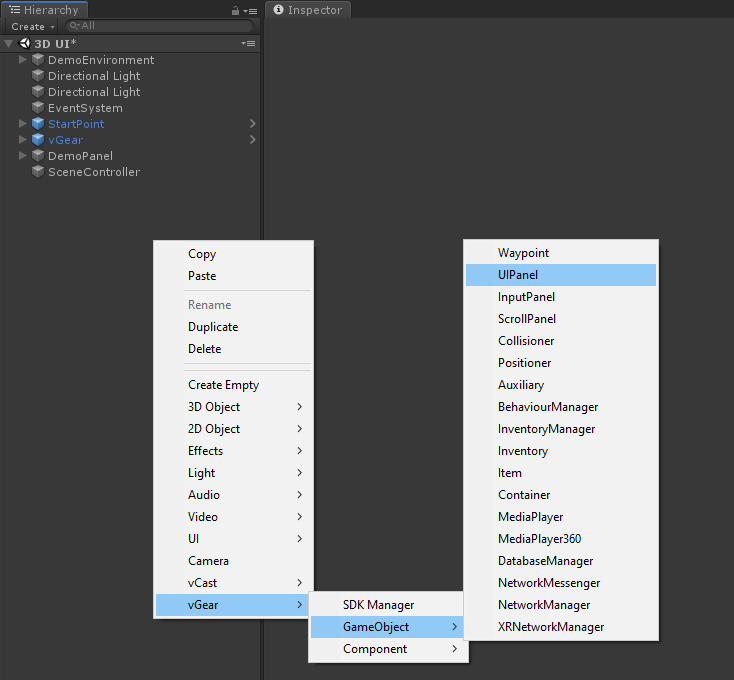 Hierarchy
Inspector
Create
All
3D UI*
DemoEnvironment
Directional Light
Directional Light
EventSystem
StartPoint
vGear
DemoPanel
SceneController
Copy
Paste
Rename
Duplicate
Delete
Create Empty
3D Object
2D Object
Effects
Light
Audio
Video
UI
Camera
vCast
vGear
SDK Manager
GameObject
Component
Waypoint
UIPanel
InputPanel
ScrollPanel
Collisioner
Positioner
Auxiliary
BehaviourManager
InventoryManager
Inventory
Item
Container
MediaPlayer
MediaPlayer360
DatabaseManager
NetworkMessenger
NetworkManager
XRNetworkManager